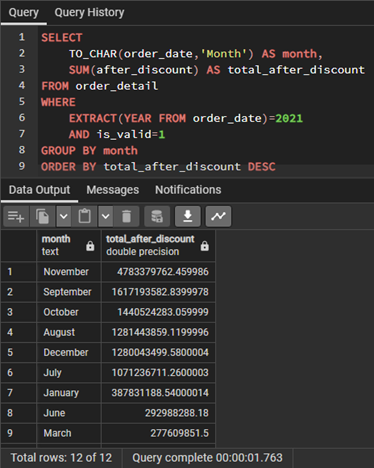 Query Query History
1 SELECT
2 TO_CHAR(order_date,'Month') AS month,
3 SUM(after_discount) AS total_after_discount
4 FROM order_detail
5 WHERE
6 EXTRACT(YEAR FROM order_date)=2021
7 AND is_valid=1
8 GROUP BY month
9 ORDER BY total_after_discount DESC
Data Output Messages Notifications
month total_after_discount
text double precision
1 November 4783379762.459986
2 September 1617193582.8399978
3 October 1440524283.059999
4 August 1281443859.1199996
5 December 1280043499.5800004
6 July 1071236711.2600003
7 January 387831188.54000014
8 June 292988288.18
9 March 277609851.5
Total rows: 12 of 12 Query complete 00:00:01.763